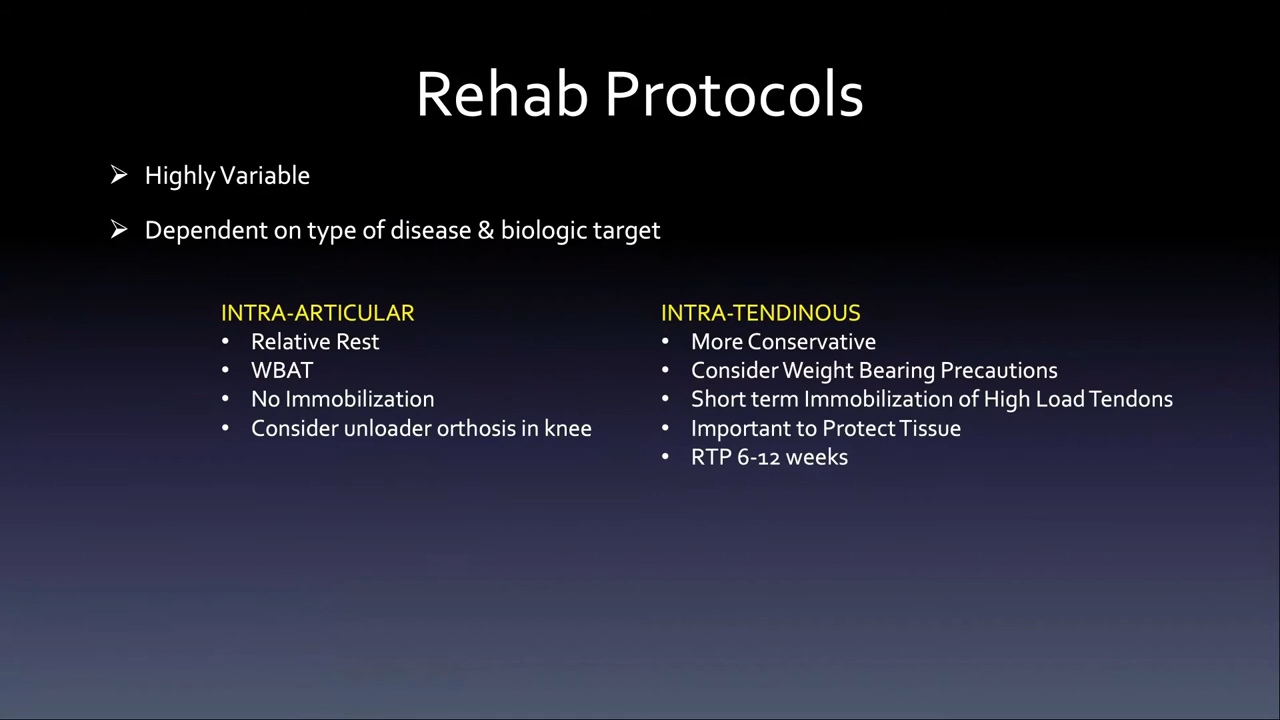 Rehab Protocols
Highly Variable
Dependent on type of disease & biologic target
INTRA-ARTICULAR
• Relative Rest
• WBAT
• No Immobilization
• Consider unloader orthosis in knee
INTRA-TENDINOUS
• More Conservative
• Consider Weight Bearing Precautions
• Short term Immobilization of High Load Tendons
• Important to Protect Tissue
• RTP 6-12 weeks